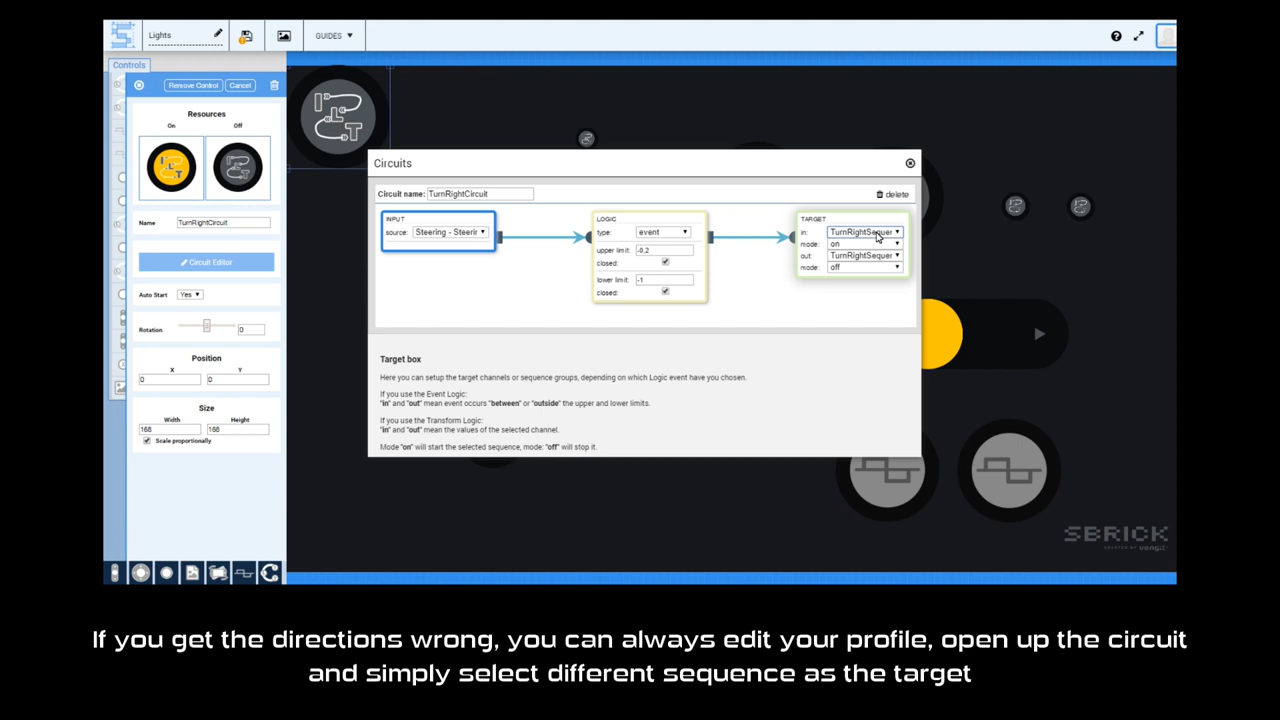 Lights
GUIDES ▼
Controls
Remove Control
Cancel
Resources
On
Off
I L T
I L T
Name
TurnRightCircuit
Circuit Editor
Auto Start
Yes
Rotation
0
Position
X
Y
0
0
Size
Width
Height
168
168
Scale proportionally
I L T
Circuits
Circuit name:
TurnRightCircuit
delete
INPUT
source:
Steering - Steerir
LOGIC
type:
event
upper limit:
-0,2
closed:
lower limit:
-1
closed:
TARGET
in:
TurnRightSequer
mode:
on
out:
TurnRightSequer
mode:
off
Target box
Here you can setup the target channels or sequence groups, depending on which Logic event have you chosen.
If you use the Event Logic:
"in" and "out" mean event occurs "between" or "outside" the upper and lower limits.
If you use the Transform Logic:
"in" and "out" mean the values of the selected channel.
Mode "on" will start the selected sequence, mode: "off" will stop it.
SBRICK
CREATED BY vengit
If you get the directions wrong, you can always edit your profile, open up the circuit
and simply select different sequence as the target